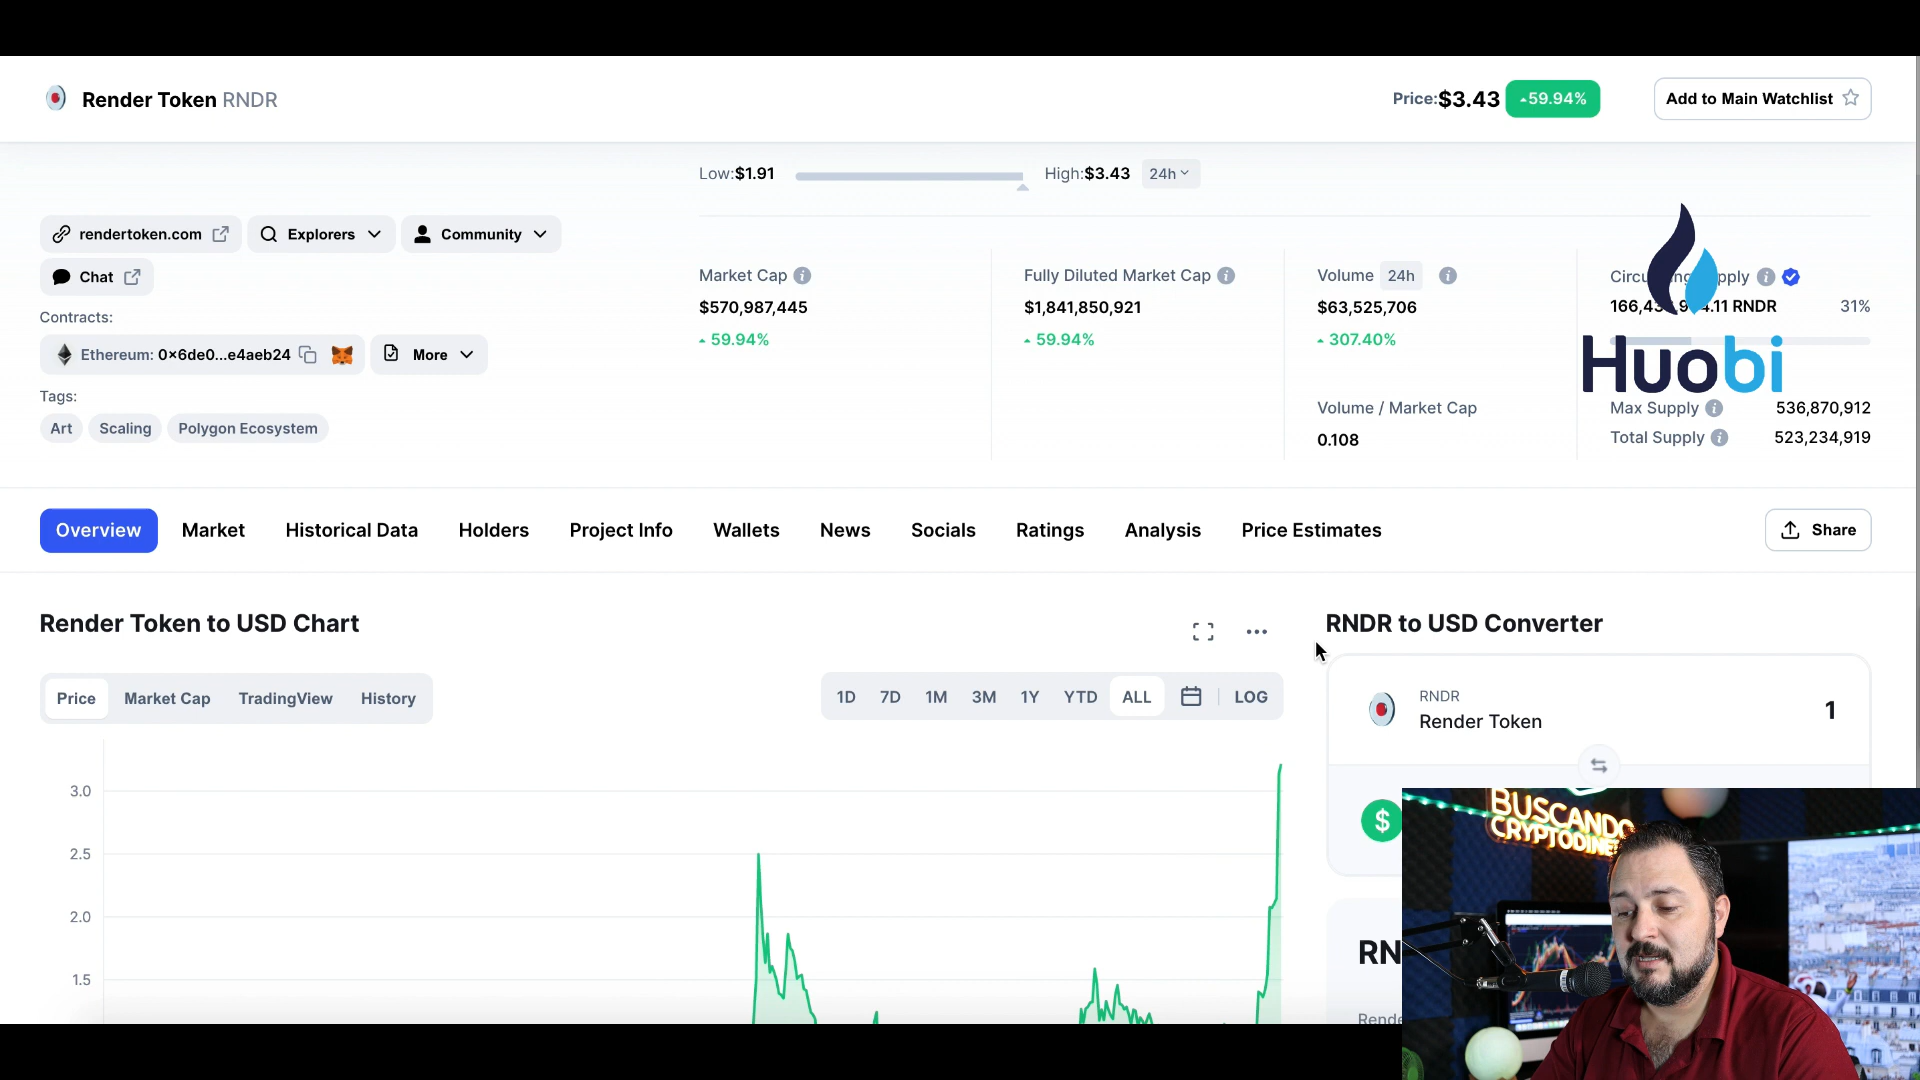 Render Token RNDR
Price:$3.43 59.94% Add to Main Watchlist
Low:$1.91 High:$3.43 24h
rendertoken.com Explorers Community
Chat
Contracts:
Ethereum: 0x6de0...e4aeb24 More
Tags:
Art Scaling Polygon Ecosystem
Market Cap
$570,987,445
59.94%
Fully Diluted Market Cap
$1,841,850,921
59.94%
Volume 24h
$63,525,706
307.40%
Volume / Market Cap
0.108
RNDR 31%
Huobi
Max Supply 536,870,912
Total Supply 523,234,919
Overview Market Historical Data Holders Project Info Wallets News Socials Ratings Analysis Price Estimates Share
Render Token to USD Chart
Price Market Cap TradingView History
1D 7D 1M 3M 1Y YTD ALL LOG
3.0
2.5
2.0
1.5
RNDR to USD Converter
RNDR
Render Token
1
$
BUSCANDO